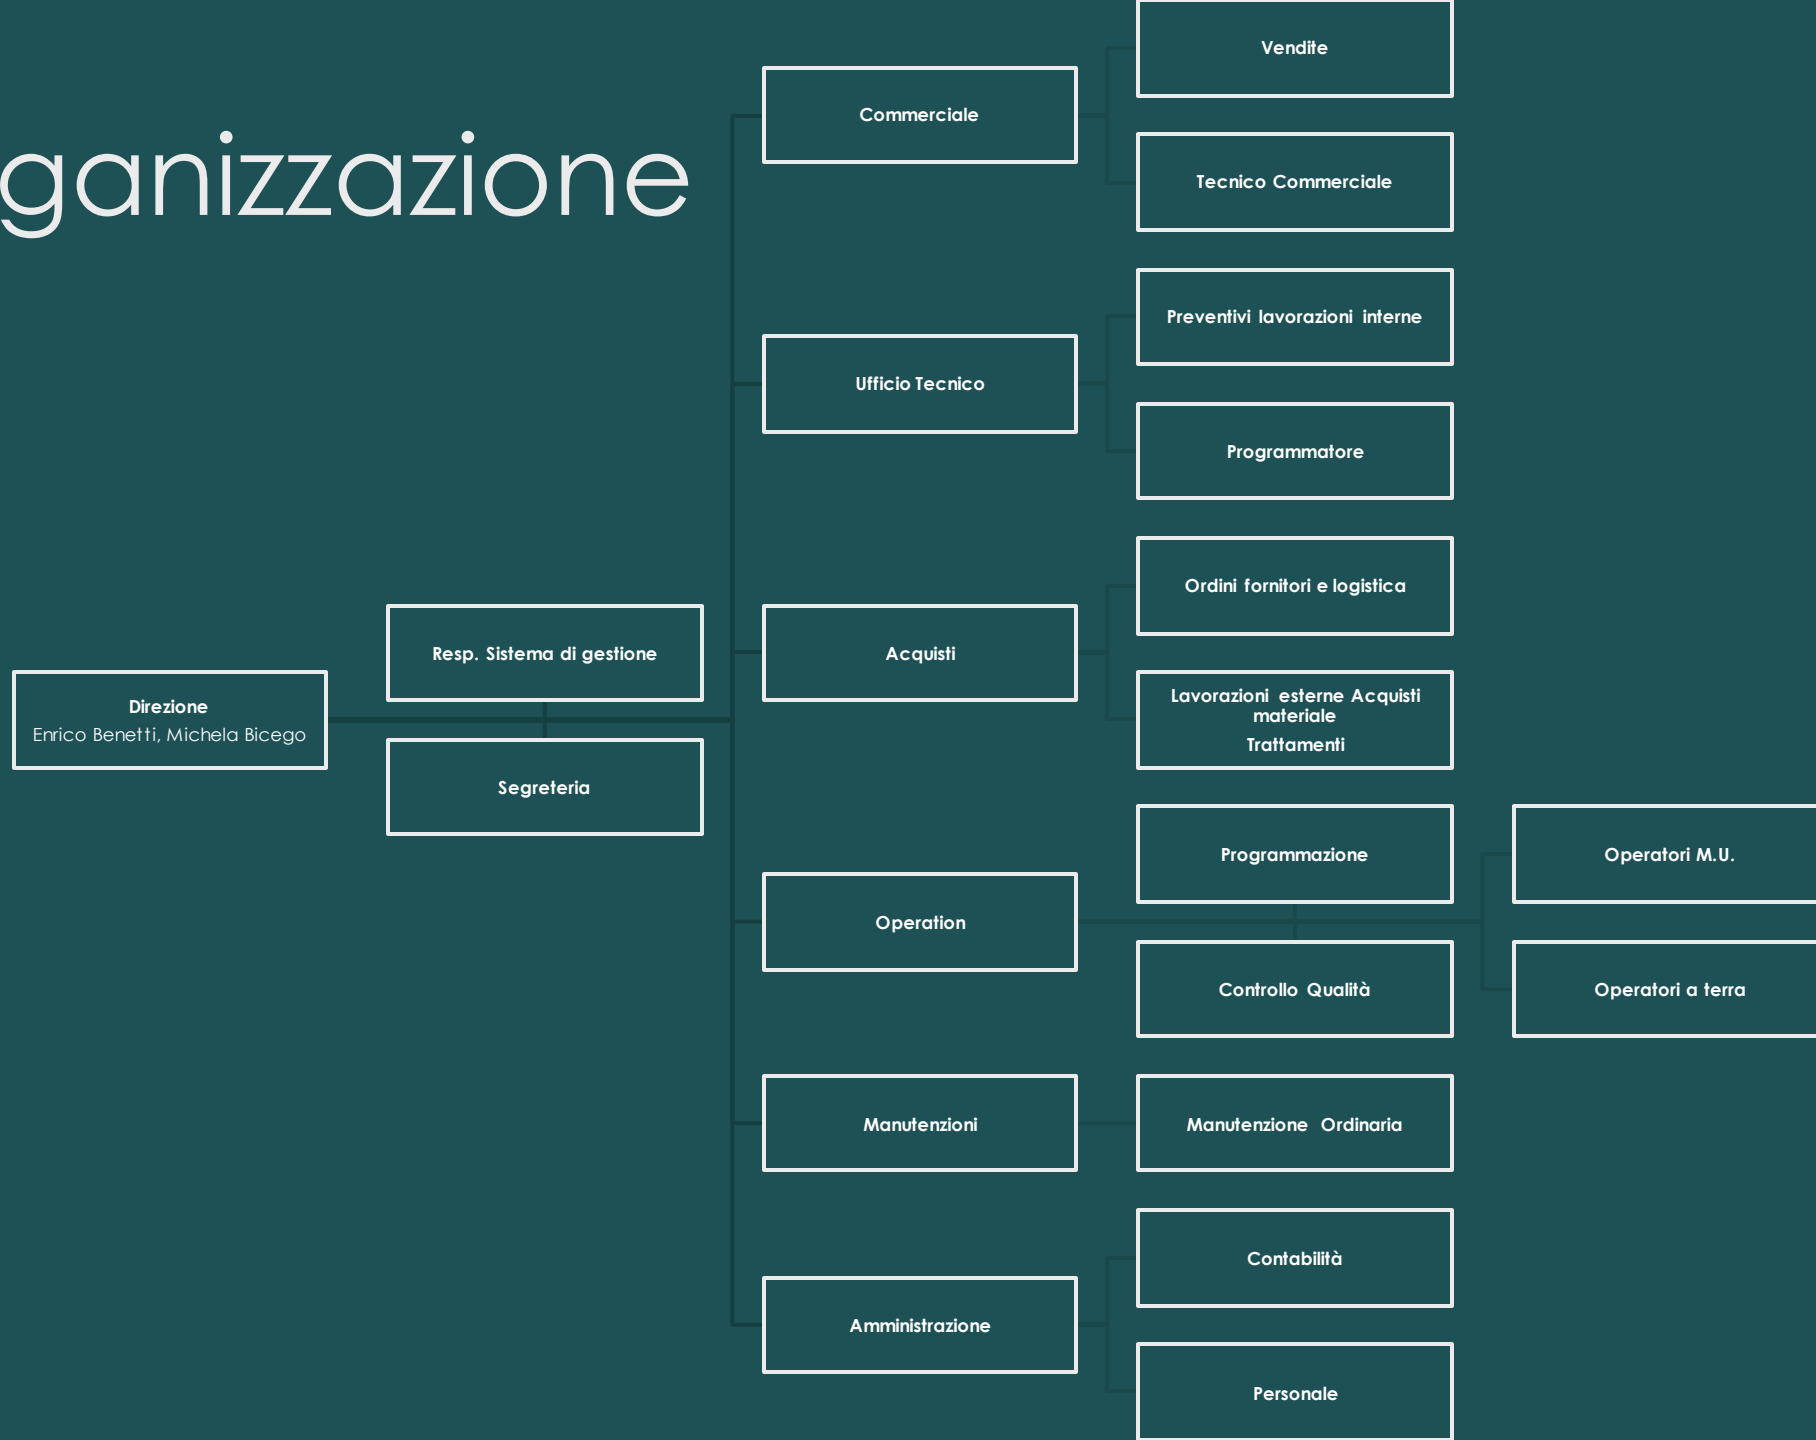 ganizzazione
Direzione
Enrico Benetti, Michela Bicego
Resp. Sistema di gestione
Segreteria
Commerciale
Vendite
Tecnico Commerciale
Ufficio Tecnico
Preventivi lavorazioni interne
Programmatore
Acquisti
Ordini fornitori e logistica
Lavorazioni esterne Acquisti
materiale
Trattamenti
Operation
Programmazione
Controllo Qualità
Operatori M.U.
Operatori a terra
Manutenzioni
Manutenzione Ordinaria
Amministrazione
Contabilità
Personale